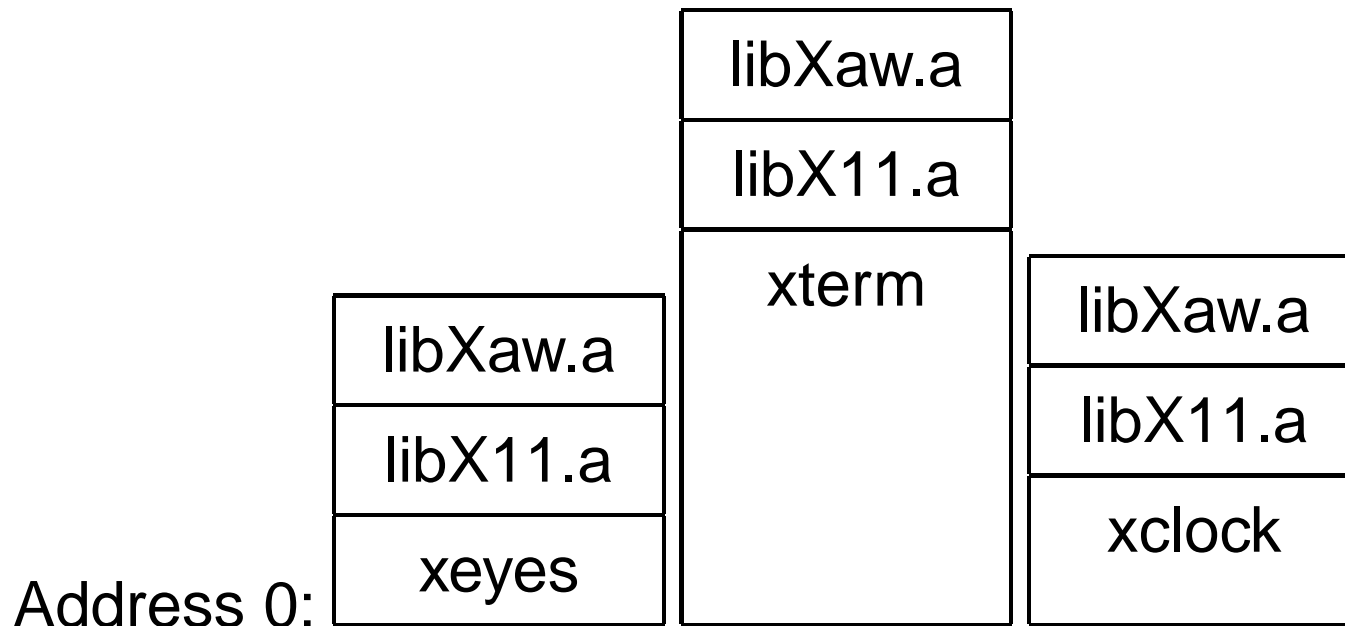 libXaw.a
libX11.a
xterm
libXaw.a
libX11.a
xeyes
libXaw.a
libX11.a
xclock
Address 0: